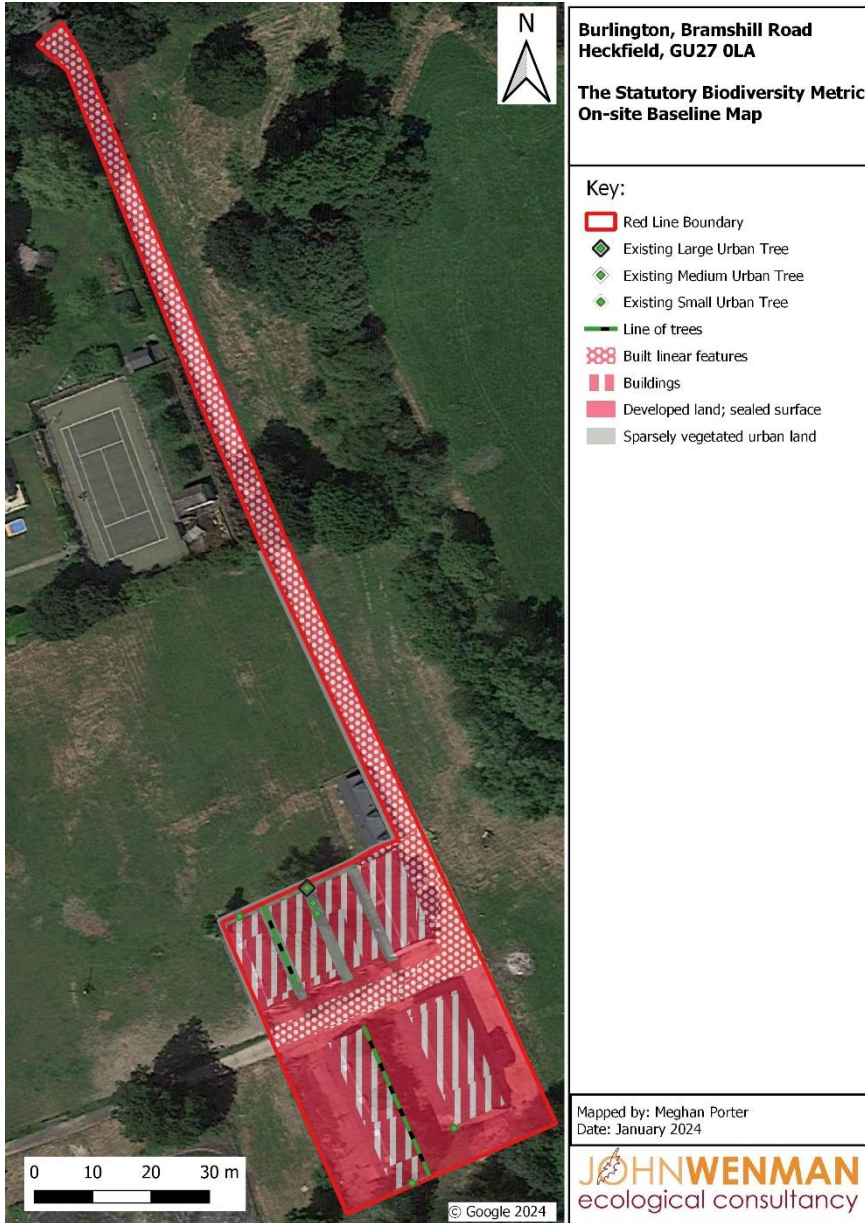 N
Burlington, Bramshill Road
Heckfield, GU27 0LA
The Statutory Biodiversity Metric
On-site Baseline Map
Key:
Red Line Boundary
Existing Large Urban Tree
Existing Medium Urban Tree
Existing Small Urban Tree
Line of trees
Built linear features
Buildings
Developed land; sealed surface
Sparsely vegetated urban land
0 10 20 30 m
© Google 2024
Mapped by: Meghan Porter
Date: January 2024
JOHNWENMAN
ecological consultancy